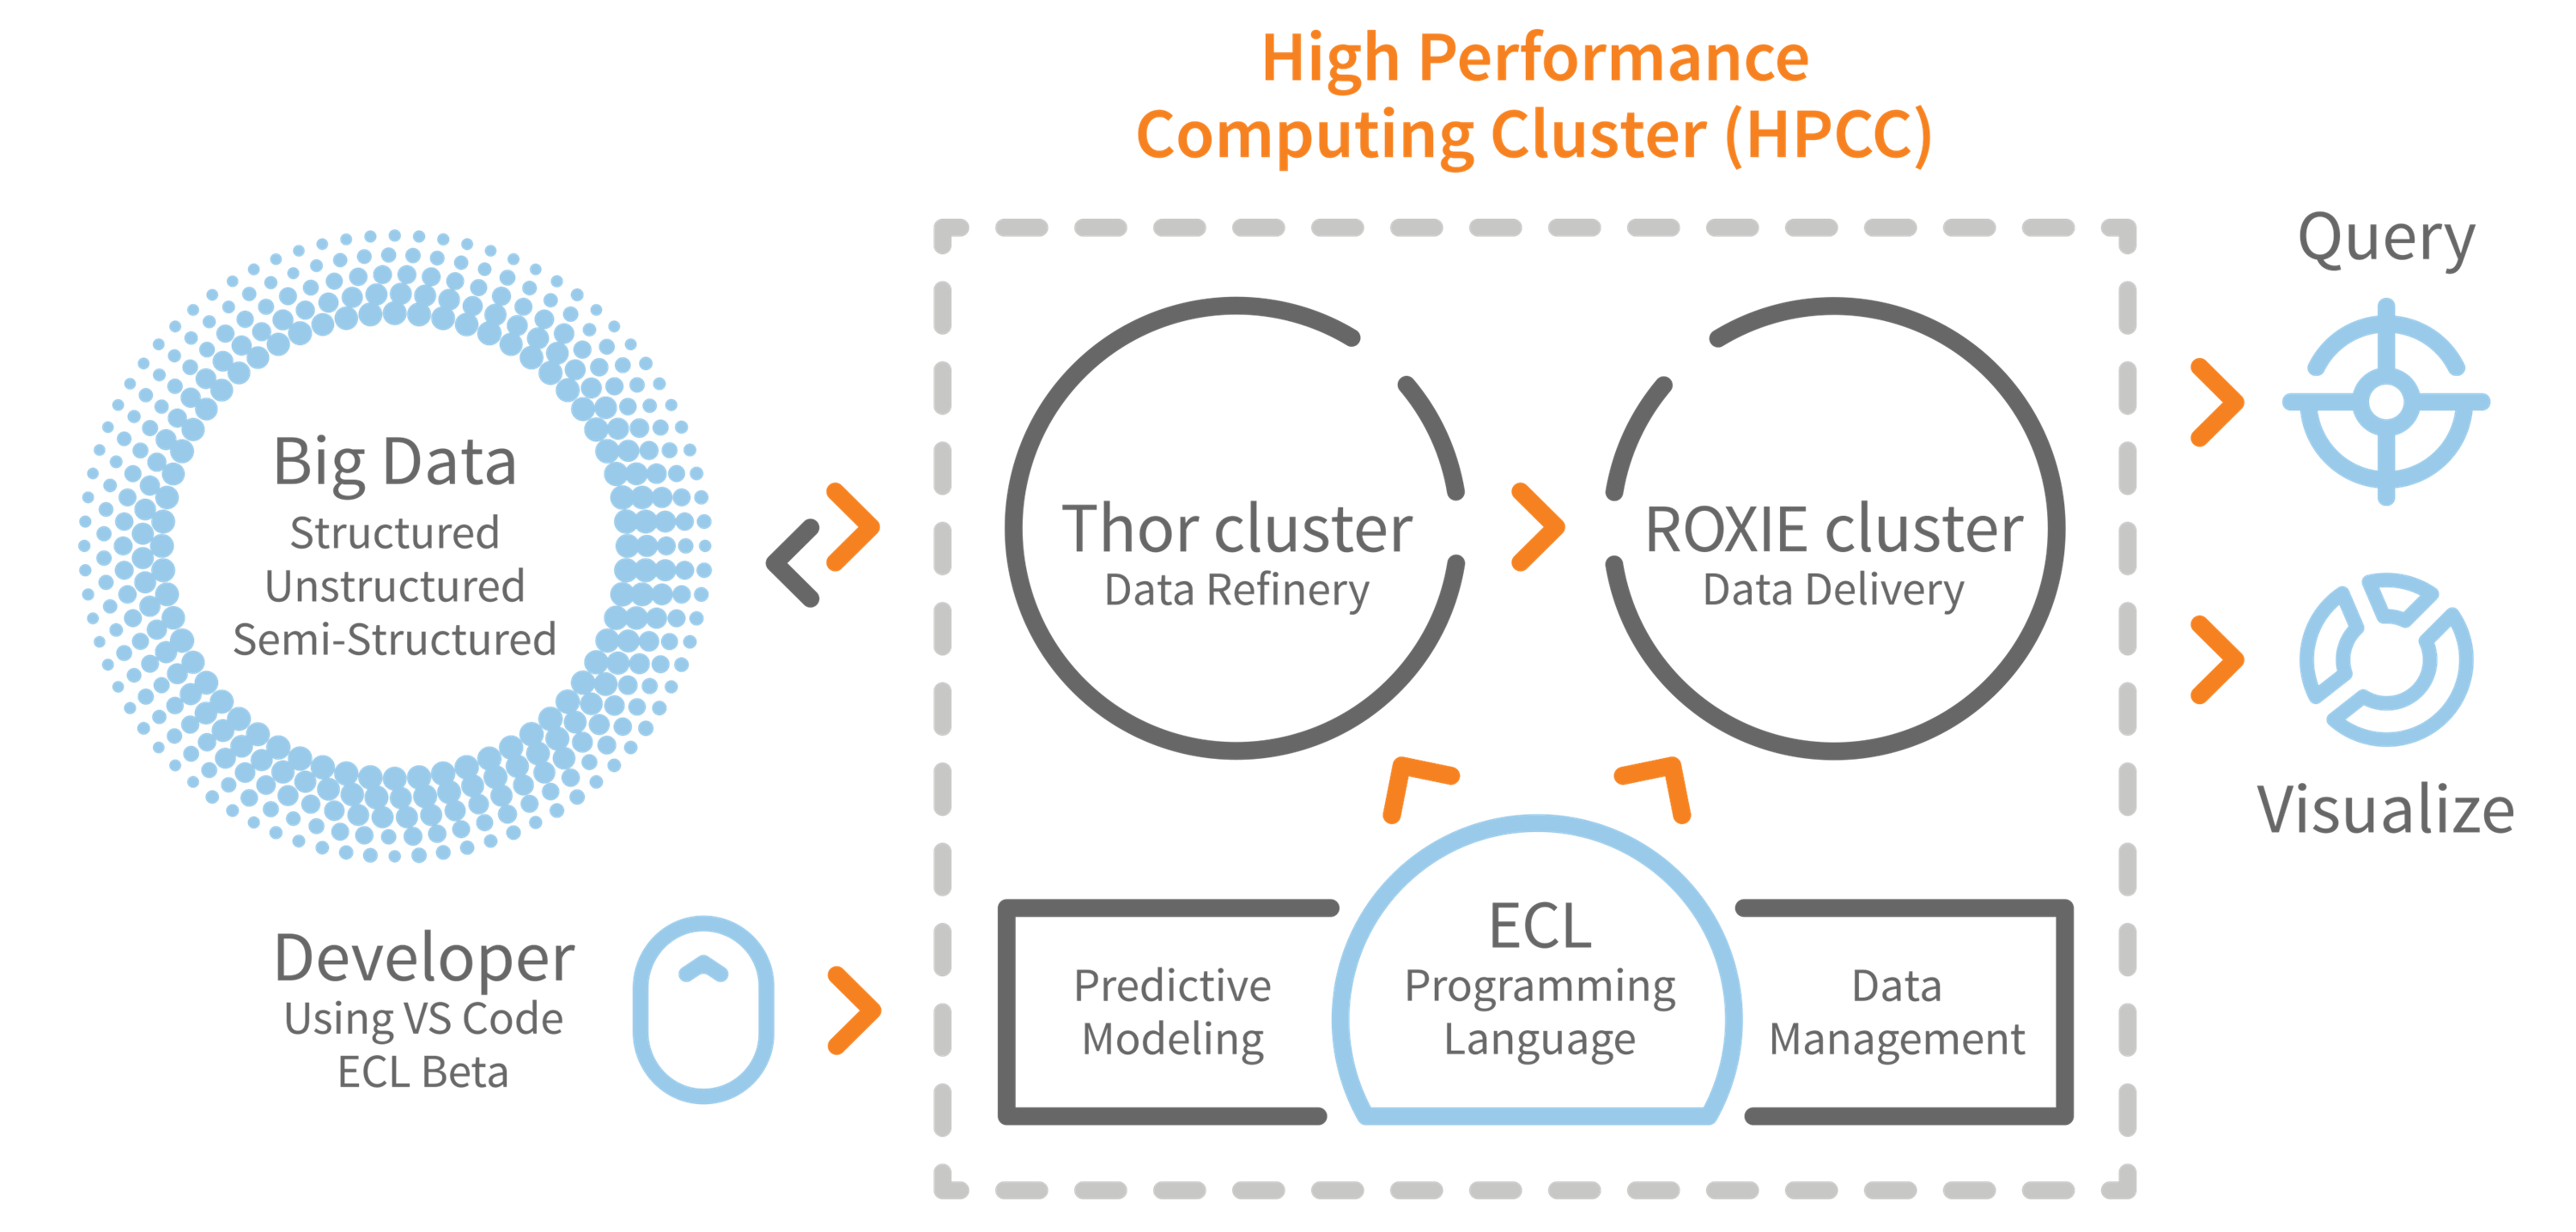 High Performance
Computing Cluster (HPCC)
Big Data
Structured
Unstructured
Semi-Structured
Developer
Using VS Code
ECL Beta
Thor cluster
Data Refinery
ROXIE cluster
Data Delivery
Predictive
Modeling
ECL
Programming
Language
Data
Management
Query
Visualize